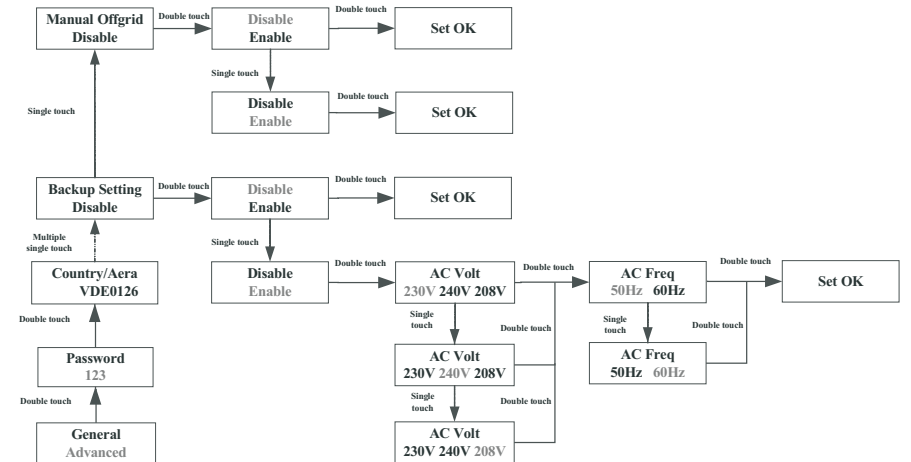 Manual Offgrid
Disable
Double touch
Disable
Enable
Double touch
Set OK
Single touch
Disable
Enable
Double touch
Set OK
Single touch
Backup Setting
Disable
Double touch
Disable
Enable
Double touch
Set OK
Multiple
single touch
Single touch
Country/Aera
VDE0126
Disable
Enable
Double touch
AC Volt
230V 240V 208V
Double touch
AC Freq
50Hz 60Hz
Double touch
Set OK
Double touch
Single
touch
Double touch
Single
touch
Double touch
Password
123
AC Volt
230V 240V 208V
AC Freq
50Hz 60Hz
Double touch
Single
touch
Double touch
General
Advanced
AC Volt
230V 240V 208V